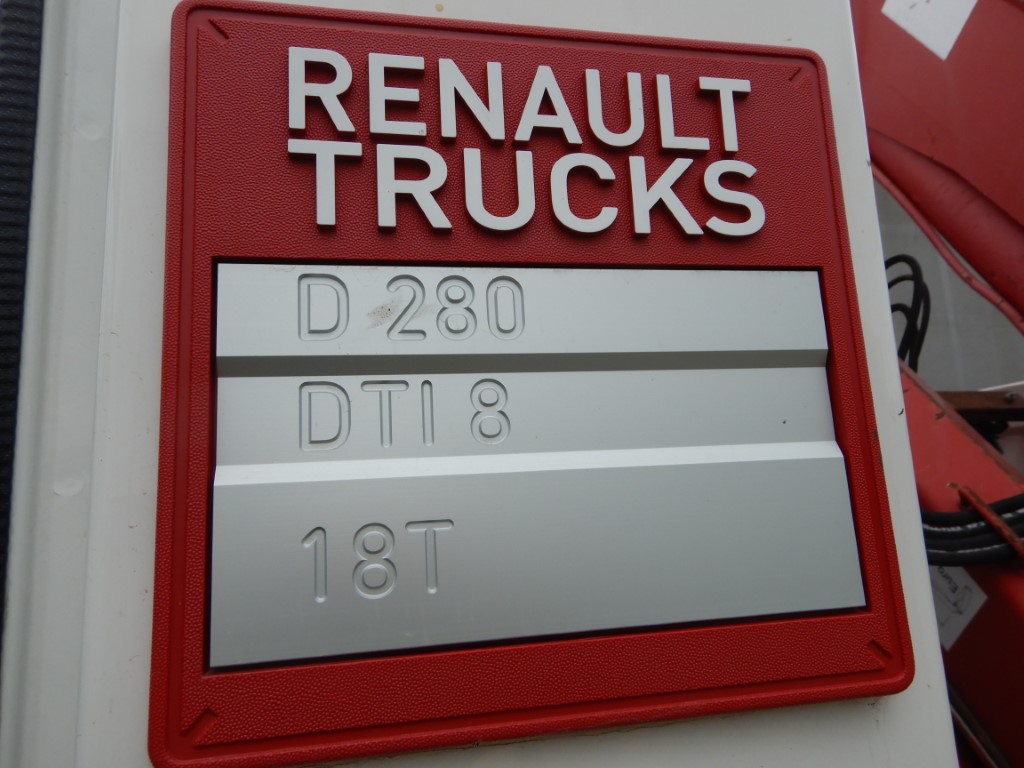 RENAULT
TRUCKS
D 280
DTI 8
18T